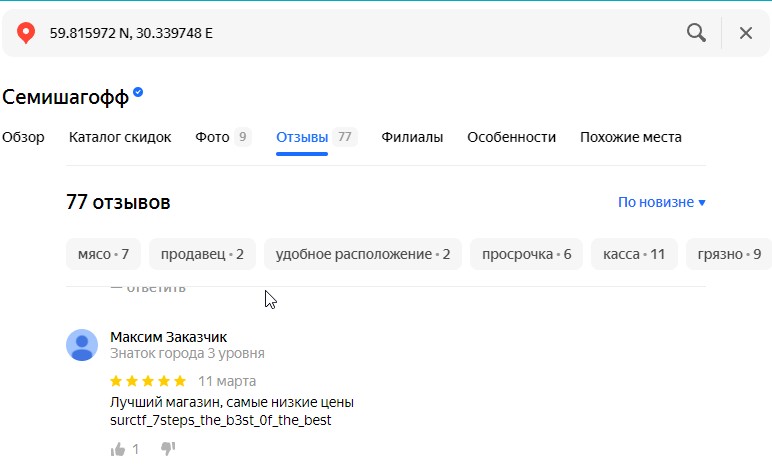 59.815972 N, 30.339748 E
Семишагофф
Обзор Каталог скидок Фото 9 Отзывы 77 Филиалы Особенности Похожие места
77 отзывов По новизне
мясо • 7 продавец • 2 удобное расположение • 2 просрочка • 6 касса • 11 грязно • 9
— ответить
Максим Заказчик
Знаток города 3 уровня
11 марта
Лучший магазин, самые низкие цены
surctf_7steps_the_b3st_0f_the_best
1